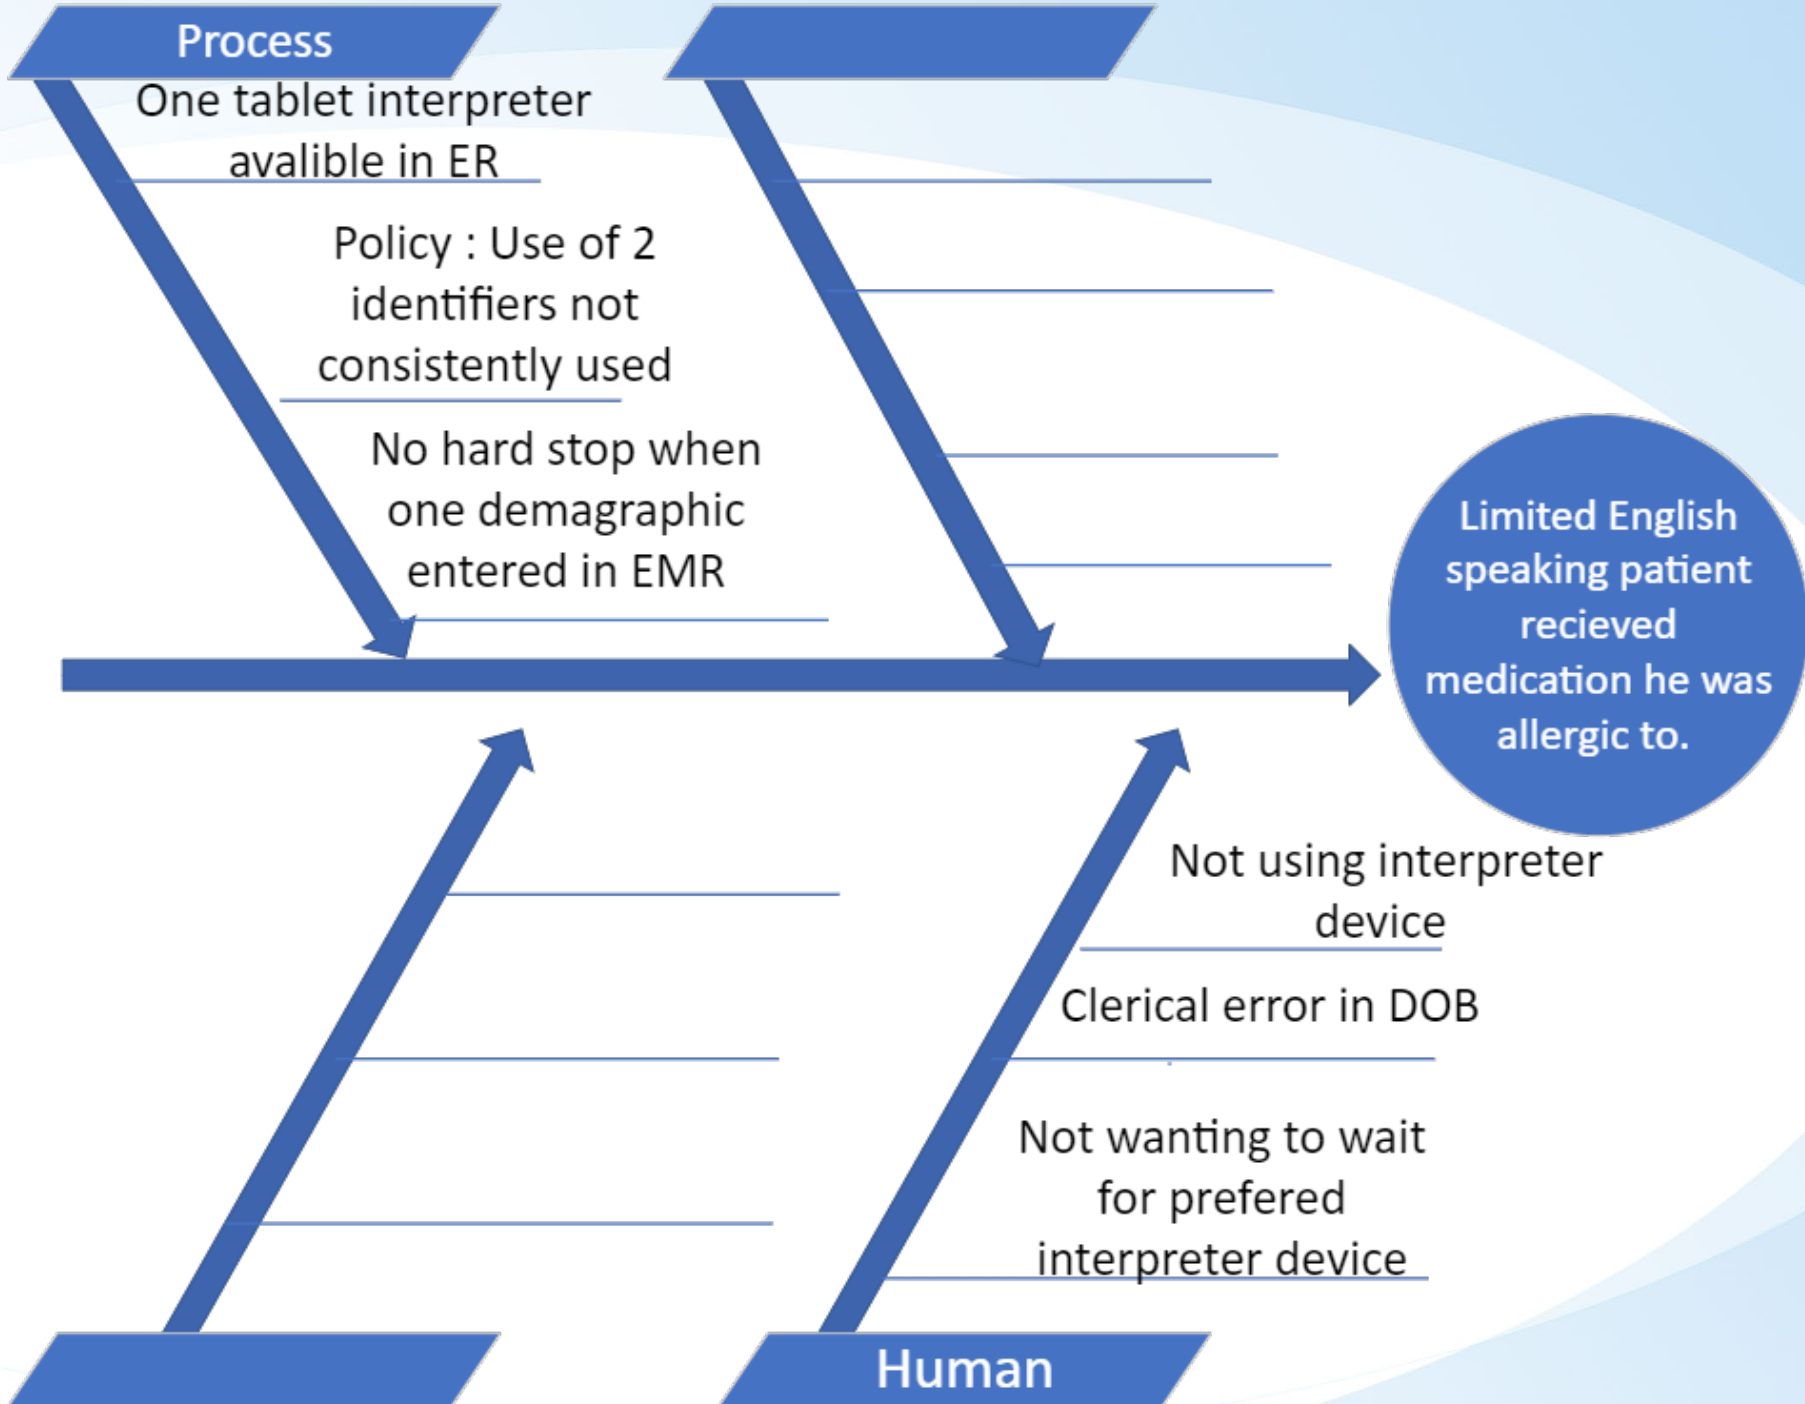 Process
One tablet interpreter
avalible in ER
Policy : Use of 2
identifiers not
consistently used
No hard stop when
one demagraphic
entered in EMR
Limited English
speaking patient
recieved
medication he was
allergic to.
Not using interpreter
device
Clerical error in DOB
Not wanting to wait
for prefered
interpreter device
Human